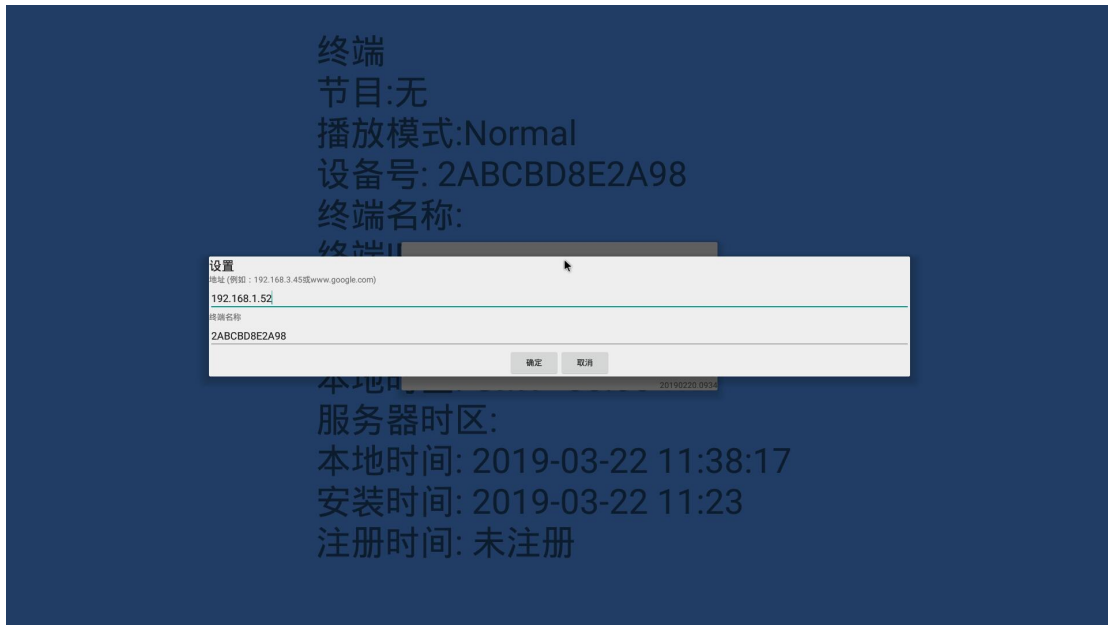 终端
节目:无
播放模式:Normal
设备号: 2ABCBD8E2A98
终端名称:
设置
地址 (例如：192.168.3.45或www.google.com)
192.168.1.52
终端名称
2ABCBD8E2A98
确定 取消
20190220.0934
服务器时区:
本地时间: 2019-03-22 11:38:17
安装时间: 2019-03-22 11:23
注册时间: 未注册